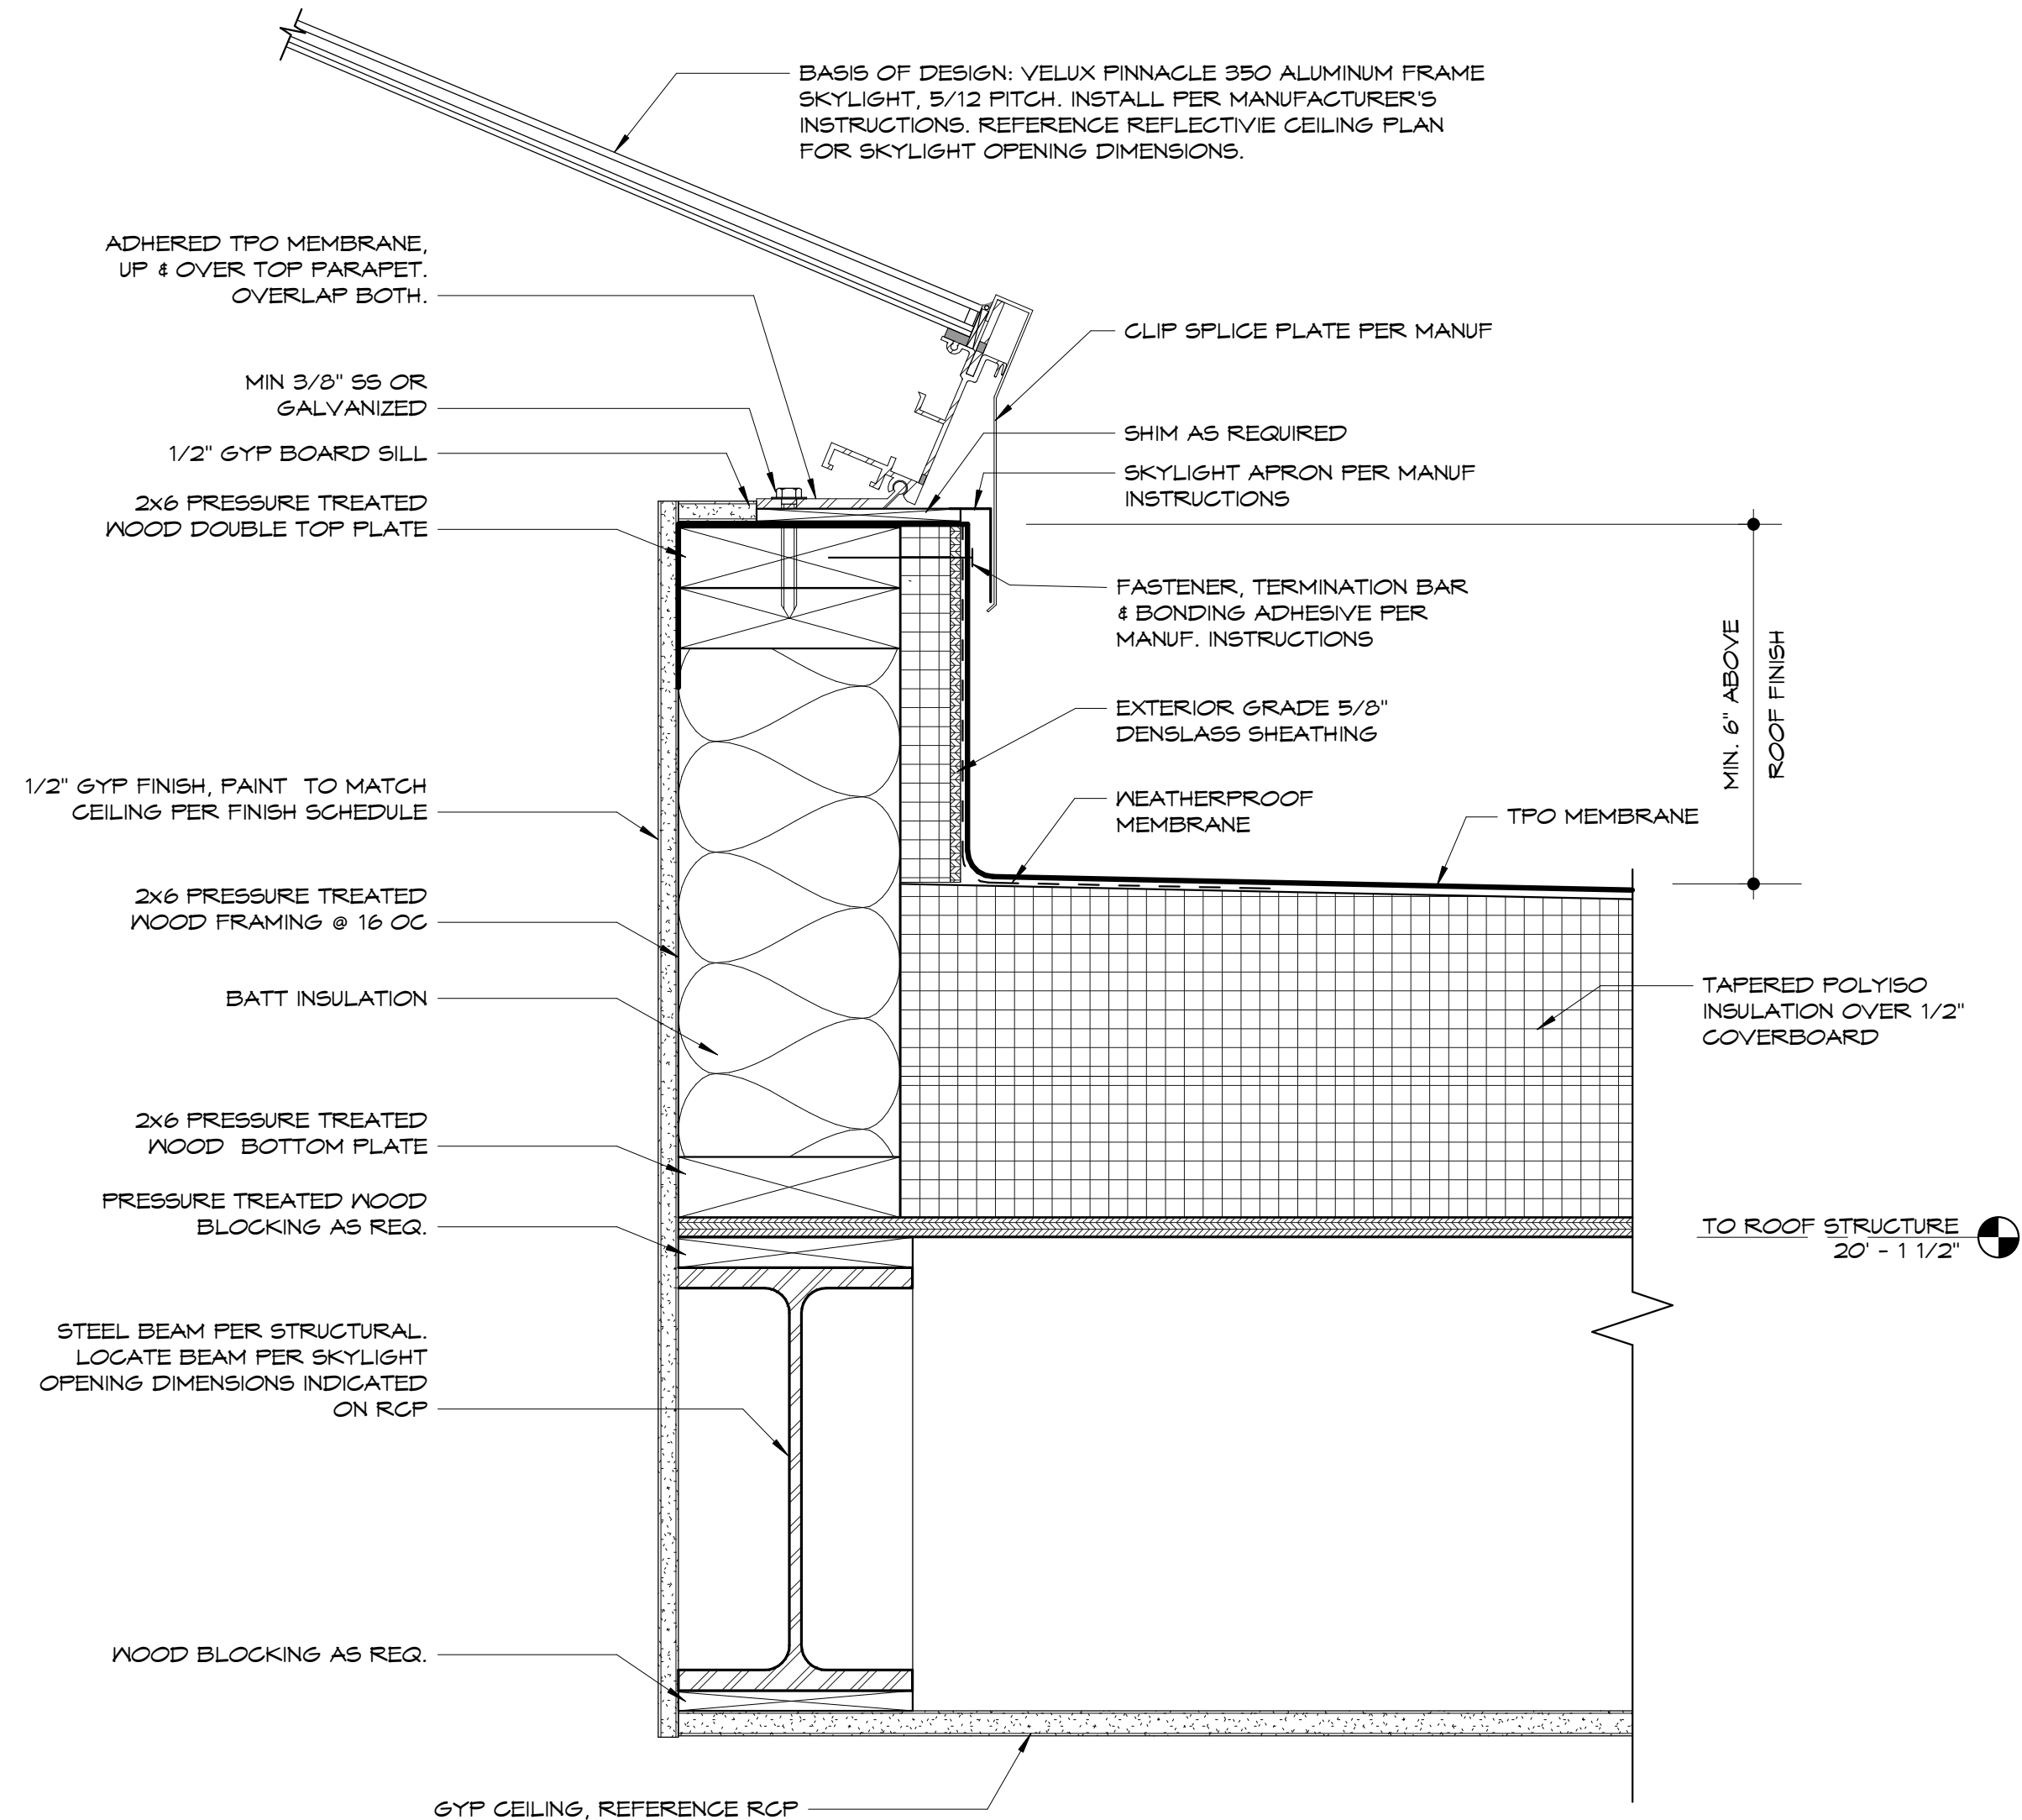 BASIS OF DESIGN: VELUX PINNACLE 350 ALUMINUM FRAME
SKYLIGHT, 5/12 PITCH. INSTALL PER MANUFACTURER'S
INSTRUCTIONS. REFERENCE REFLECTIVIE CEILING PLAN
FOR SKYLIGHT OPENING DIMENSIONS.
ADHERED TPO MEMBRANE,
UP & OVER TOP PARAPET.
OVERLAP BOTH.
MIN 3/8" SS OR
GALVANIZED
1/2" GYP BOARD SILL
2x6 PRESSURE TREATED
WOOD DOUBLE TOP PLATE
1/2" GYP FINISH, PAINT TO MATCH
CEILING PER FINISH SCHEDULE
2x6 PRESSURE TREATED
WOOD FRAMING @ 16 OC
BATT INSULATION
2x6 PRESSURE TREATED
WOOD BOTTOM PLATE
PRESSURE TREATED WOOD
BLOCKING AS REQ.
STEEL BEAM PER STRUCTURAL.
LOCATE BEAM PER SKYLIGHT
OPENING DIMENSIONS INDICATED
ON RCP
WOOD BLOCKING AS REQ.
GYP CEILING, REFERENCE RCP
CLIP SPLICE PLATE PER MANUF
SHIM AS REQUIRED
SKYLIGHT APRON PER MANUF
INSTRUCTIONS
FASTENER, TERMINATION BAR
& BONDING ADHESIVE PER
MANUF. INSTRUCTIONS
EXTERIOR GRADE 5/8"
DENSLASS SHEATHING
WEATHERPROOF
MEMBRANE
TPO MEMBRANE
MIN. 6" ABOVE
ROOF FINISH
TAPERED POLYISO
INSULATION OVER 1/2"
COVERBOARD
TO ROOF STRUCTURE
20' - 1 1/2"